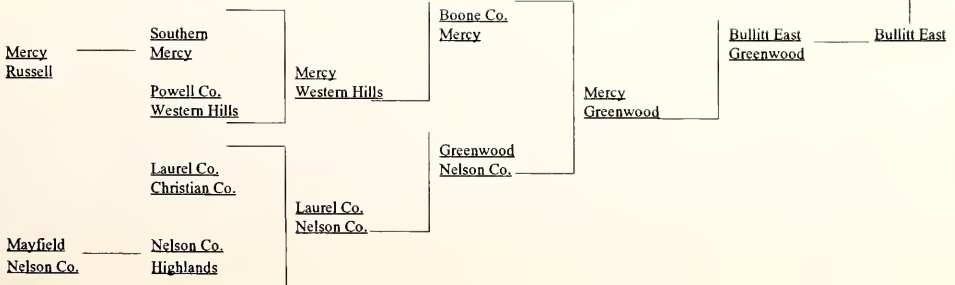 Mercy
Russell
Southern
Mercy
Powell Co.
Western Hills
Laurel Co.
Christian Co.
Mayfield
Nelson Co.
Nelson Co.
Highlands
Mercy
Western Hills
Laurel Co.
Nelson Co.
Boone Co.
Mercy
Greenwood
Nelson Co.
Mercy
Greenwood
Bullitt East
Greenwood
Bullitt East